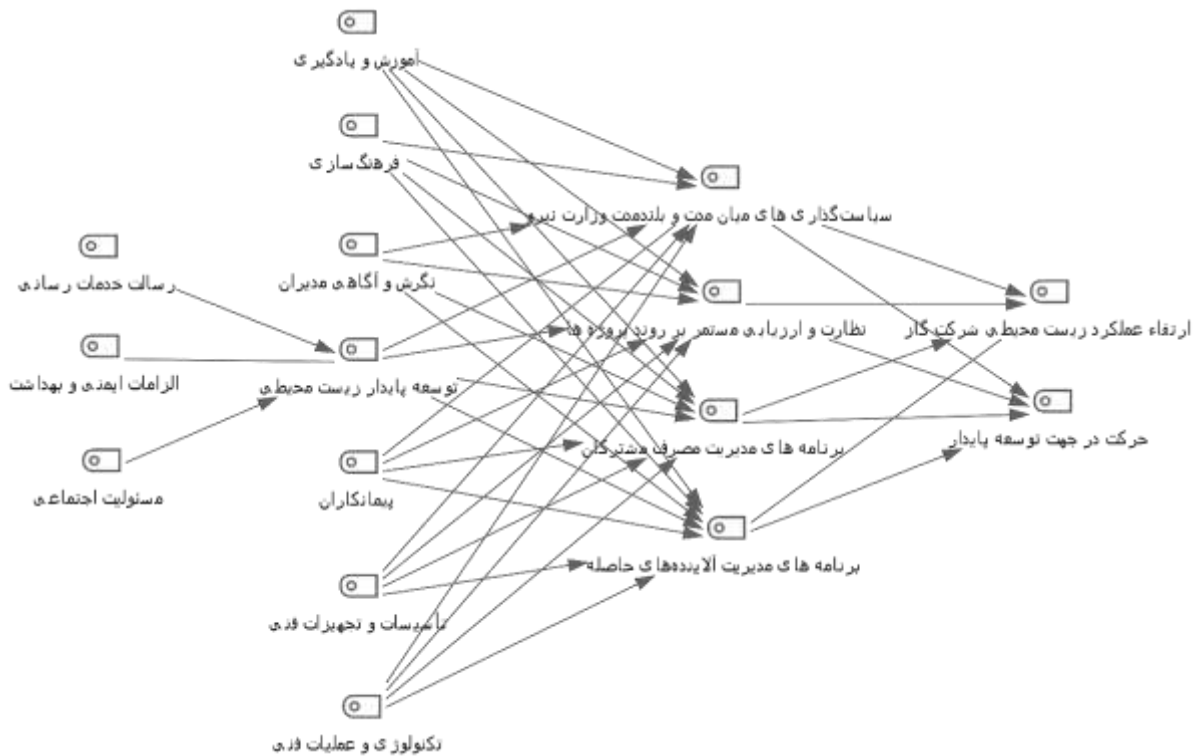 آموزش و یادگیری
فرهنگ‌سازی
سیاست‌گذاری های میان مدت و بلندمدت وزارت نیرو
رسالت خدمات رسانی
نگرش و آگاهی مدیران
ارتقاء عملکرد زیست محیطی شرکت گاز
نظارت و ارزیابی مستمر بر روند پروژه ها
الزامات ایمنی و بهداشت
توسعه پایدار زیست محیطی
حرکت در جهت توسعه پایدار
برنامه های مدیریت مصرف مشترکان
مسئولیت اجتماعی
پیمانکاران
برنامه های مدیریت آلاینده‌های حاصله
تأسیسات و تجهیزات فنی
تکنولوژی و عملیات فنی